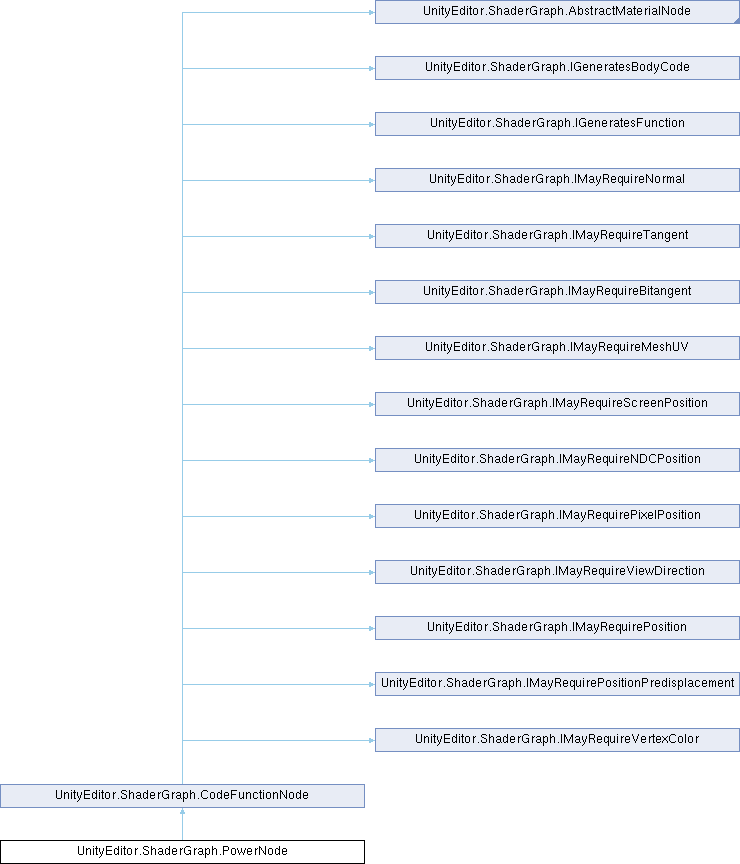 UnityEditor.ShaderGraph.AbstractMaterialNode
UnityEditor.ShaderGraph.IGeneratesBodyCode
UnityEditor.ShaderGraph.IGeneratesFunction
UnityEditor.ShaderGraph.IMayRequireNormal
UnityEditor.ShaderGraph.IMayRequireTangent
UnityEditor.ShaderGraph.IMayRequireBitangent
UnityEditor.ShaderGraph.IMayRequireMeshUV
UnityEditor.ShaderGraph.IMayRequireScreenPosition
UnityEditor.ShaderGraph.IMayRequireNDCPosition
UnityEditor.ShaderGraph.IMayRequirePixelPosition
UnityEditor.ShaderGraph.IMayRequireViewDirection
UnityEditor.ShaderGraph.IMayRequirePosition
UnityEditor.ShaderGraph.IMayRequirePositionPredisplacement
UnityEditor.ShaderGraph.IMayRequireVertexColor
UnityEditor.ShaderGraph.CodeFunctionNode
UnityEditor.ShaderGraph.PowerNode